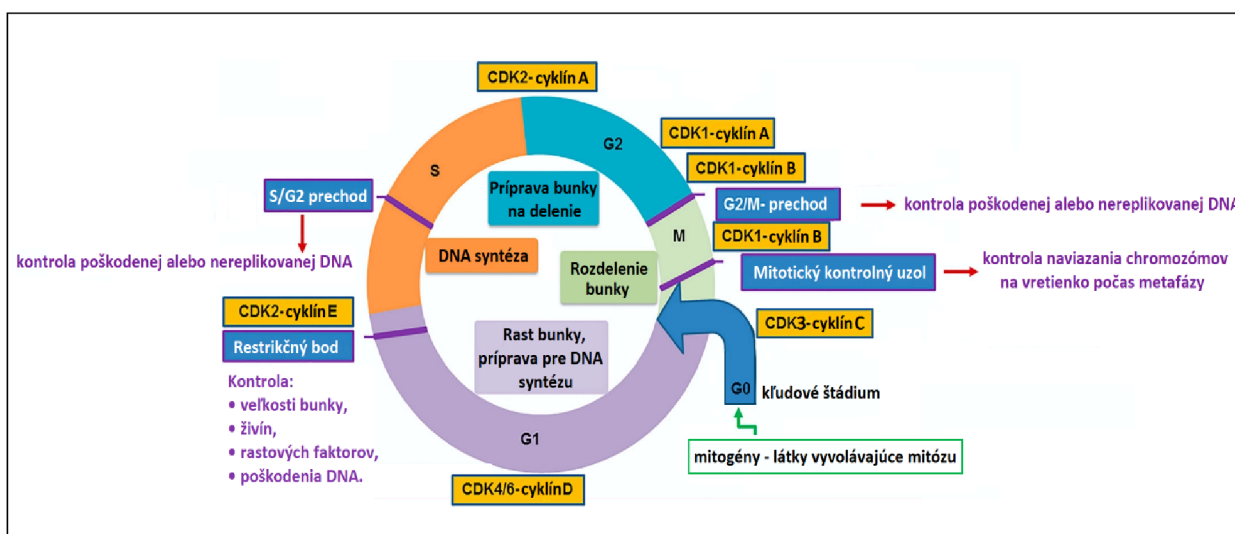 CDK2-cyklín A
CDK1-cyklín A
G2
CDK1-cyklín B
S
S/G2 prechod
Príprava bunky
na delenie
G2/M- prechod
kontrola poškodenej alebo nereplikovanej DNA
M
CDK1-cyklín B
kontrola poškodenej alebo nereplikovanej DNA
DNA syntéza
Rozdelenie
bunky
Mitotický kontrolný uzol
kontrola naviazania chromozómov
na vretienko počas metafázy
CDK2-cyklín E
Reštrikčný bod
CDK3-cyklín C
Rast bunky,
príprava pre DNA
syntézu
Kontrola:
• veľkosti bunky,
• živín,
• rastových faktorov,
• poškodenia DNA.
G0
kľudové štádium
G1
mitogény - látky vyvolávajúce mitózu
CDK4/6-cyklínD